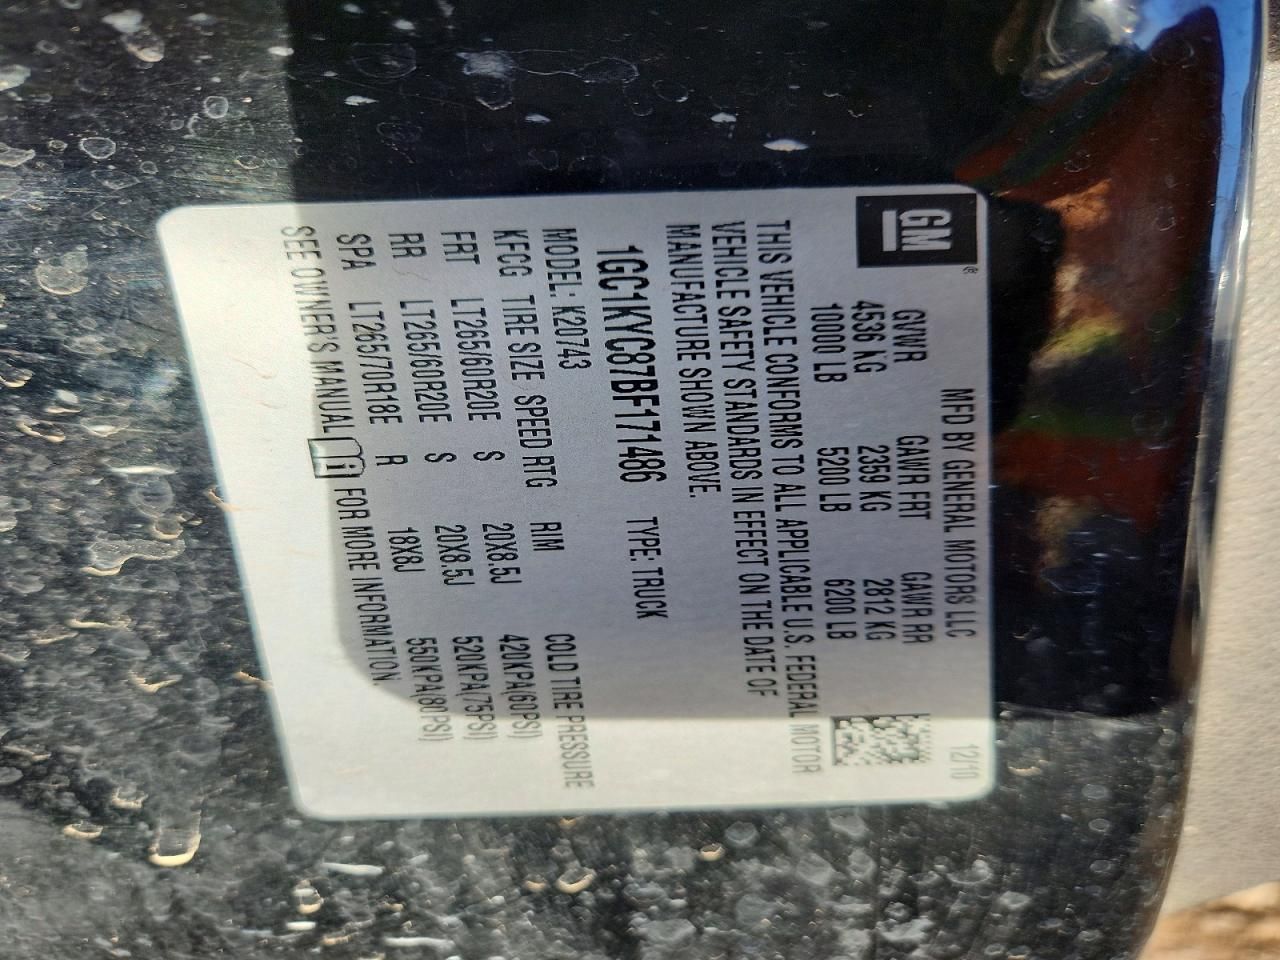 GM ®
MFD BY GENERAL MOTORS LLC 12/10
GVWR GAWR FRT GAWR RR
4536 KG 2359 KG 2812 KG
10000 LB 5200 LB 6200 LB
THIS VEHICLE CONFORMS TO ALL APPLICABLE U.S. FEDERAL MOTOR
VEHICLE SAFETY STANDARDS IN EFFECT ON THE DATE OF
MANUFACTURE SHOWN ABOVE.
1GC1KYC87BF171486 TYPE: TRUCK
MODEL: K20743
KFCG TIRE SIZE SPEED RTG RIM COLD TIRE PRESSURE
FRT LT265/60R20E S 20X8.5J 420KPA(60PSI)
RR LT265/60R20E S 20X8.5J 520KPA(75PSI)
SPA LT265/70R18E R 18X8J 550KPA(80PSI)
SEE OWNER'S MANUAL FOR MORE INFORMATION